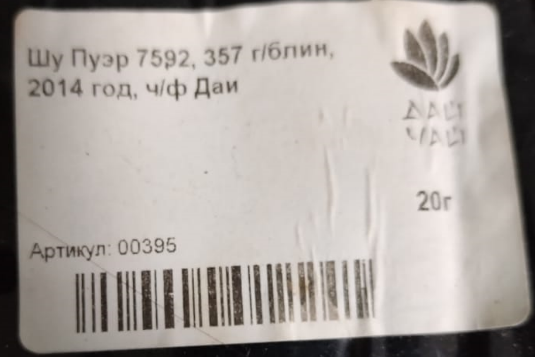 Шу Пуэр 7592, 357 г/блин,
2014 год, ч/ф Даи
ДАЙ
ЧАЙ
20г
Артикул: 00395